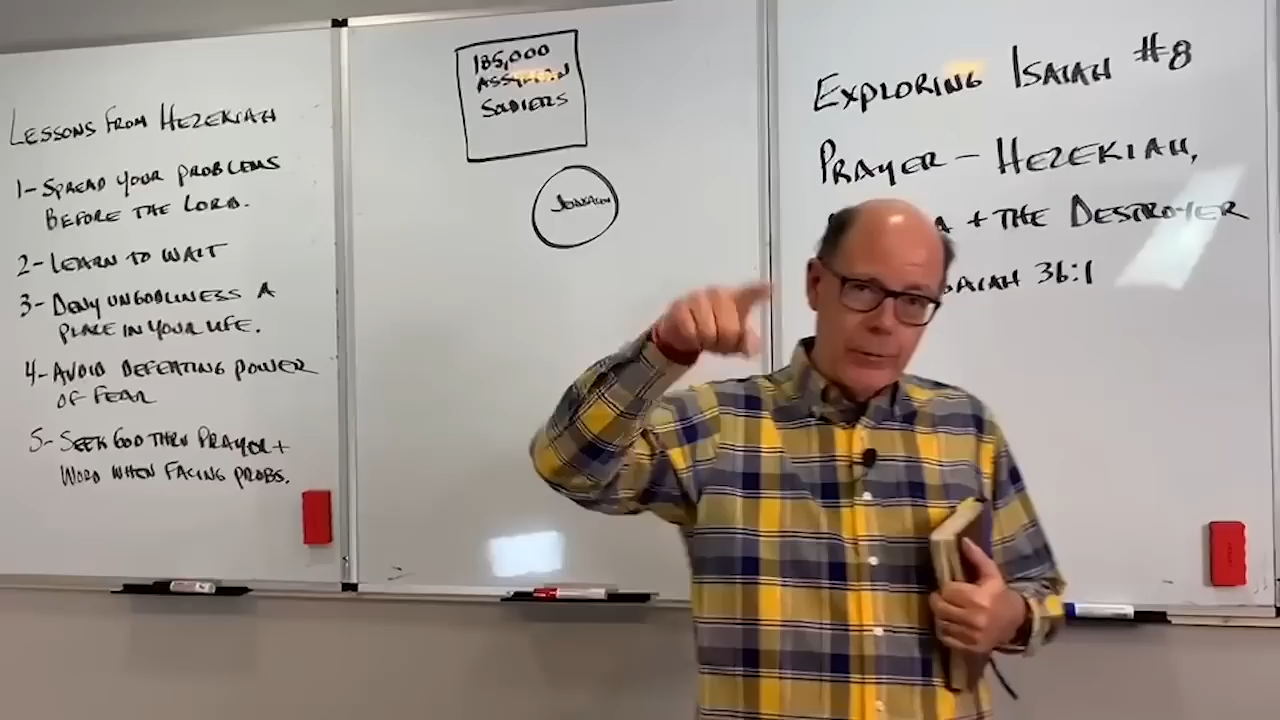 LESSONS FROM HEZEKIAH
1- SPREAD YOUR PROBLEMS
BEFORE THE LORD.
2- LEARN TO WAIT
3- DENY UNGODLINESS A
PLACE IN YOUR LIFE.
4- AVOID DEFEATING POWER
OF FEAR
5- SEEK GOD THRU PRAYER +
WORD WHEN FACING PROBS.
185,000
ASSYRIAN
SOLDIERS
JERUSALEM
EXPLORING ISAIAH #8
PRAYER - HEZEKIAH,
+ THE DESTROYER
36:1